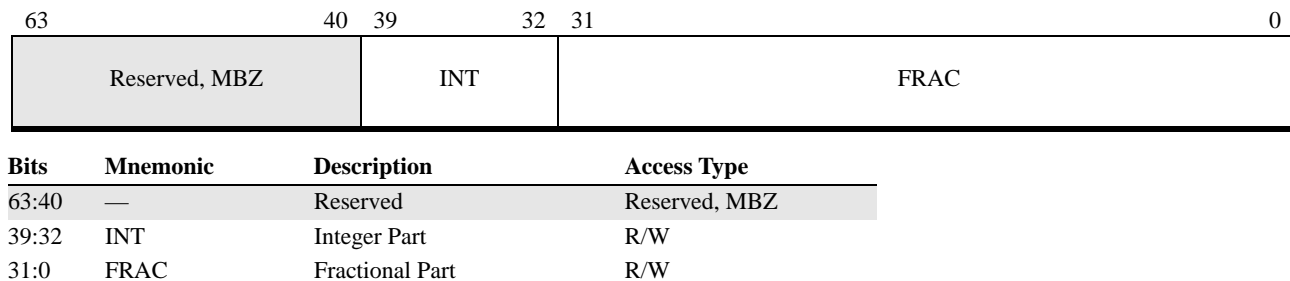 63 40 39 32 31 0
Reserved, MBZ INT FRAC
Bits Mnemonic Description Access Type
63:40 — Reserved Reserved, MBZ
39:32 INT Integer Part R/W
31:0 FRAC Fractional Part R/W